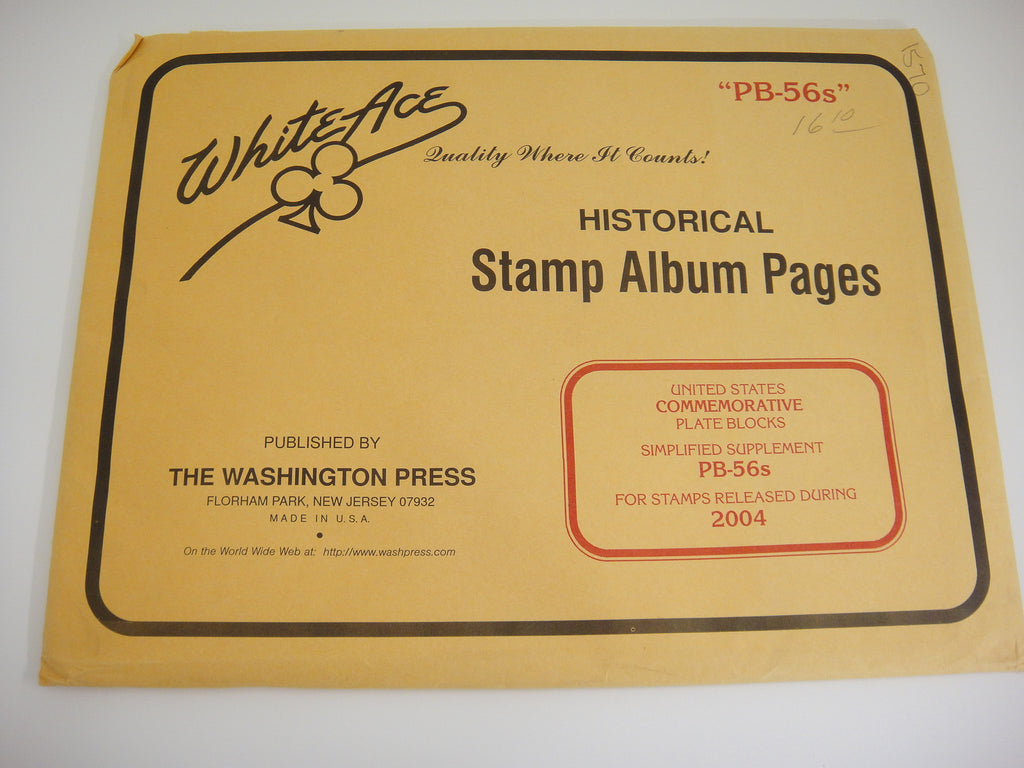 White Ace
Quality Where It Counts!
"PB-56s"
16 10
1570
HISTORICAL
Stamp Album Pages
PUBLISHED BY
THE WASHINGTON PRESS
FLORHAM PARK, NEW JERSEY 07932
MADE IN U.S.A.
On the World Wide Web at: http://www.washpress.com
UNITED STATES
COMMEMORATIVE
PLATE BLOCKS
SIMPLIFIED SUPPLEMENT
PB-56s
FOR STAMPS RELEASED DURING
2004